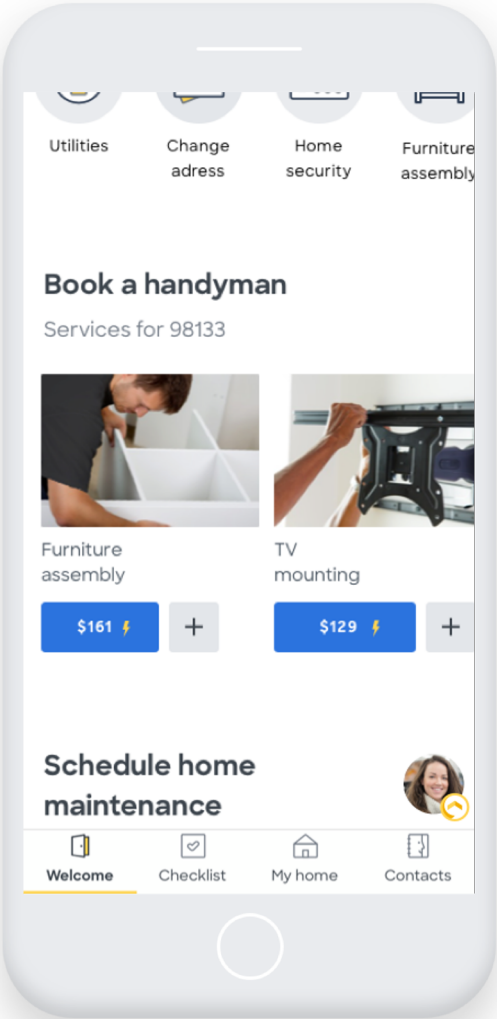 Utilities
Change
adress
Home
security
Furniture
assembly
Book a handyman
Services for 98133
Furniture
assembly
TV
mounting
$161
+
$129
+
Schedule home
maintenance
Welcome
Checklist
My home
Contacts